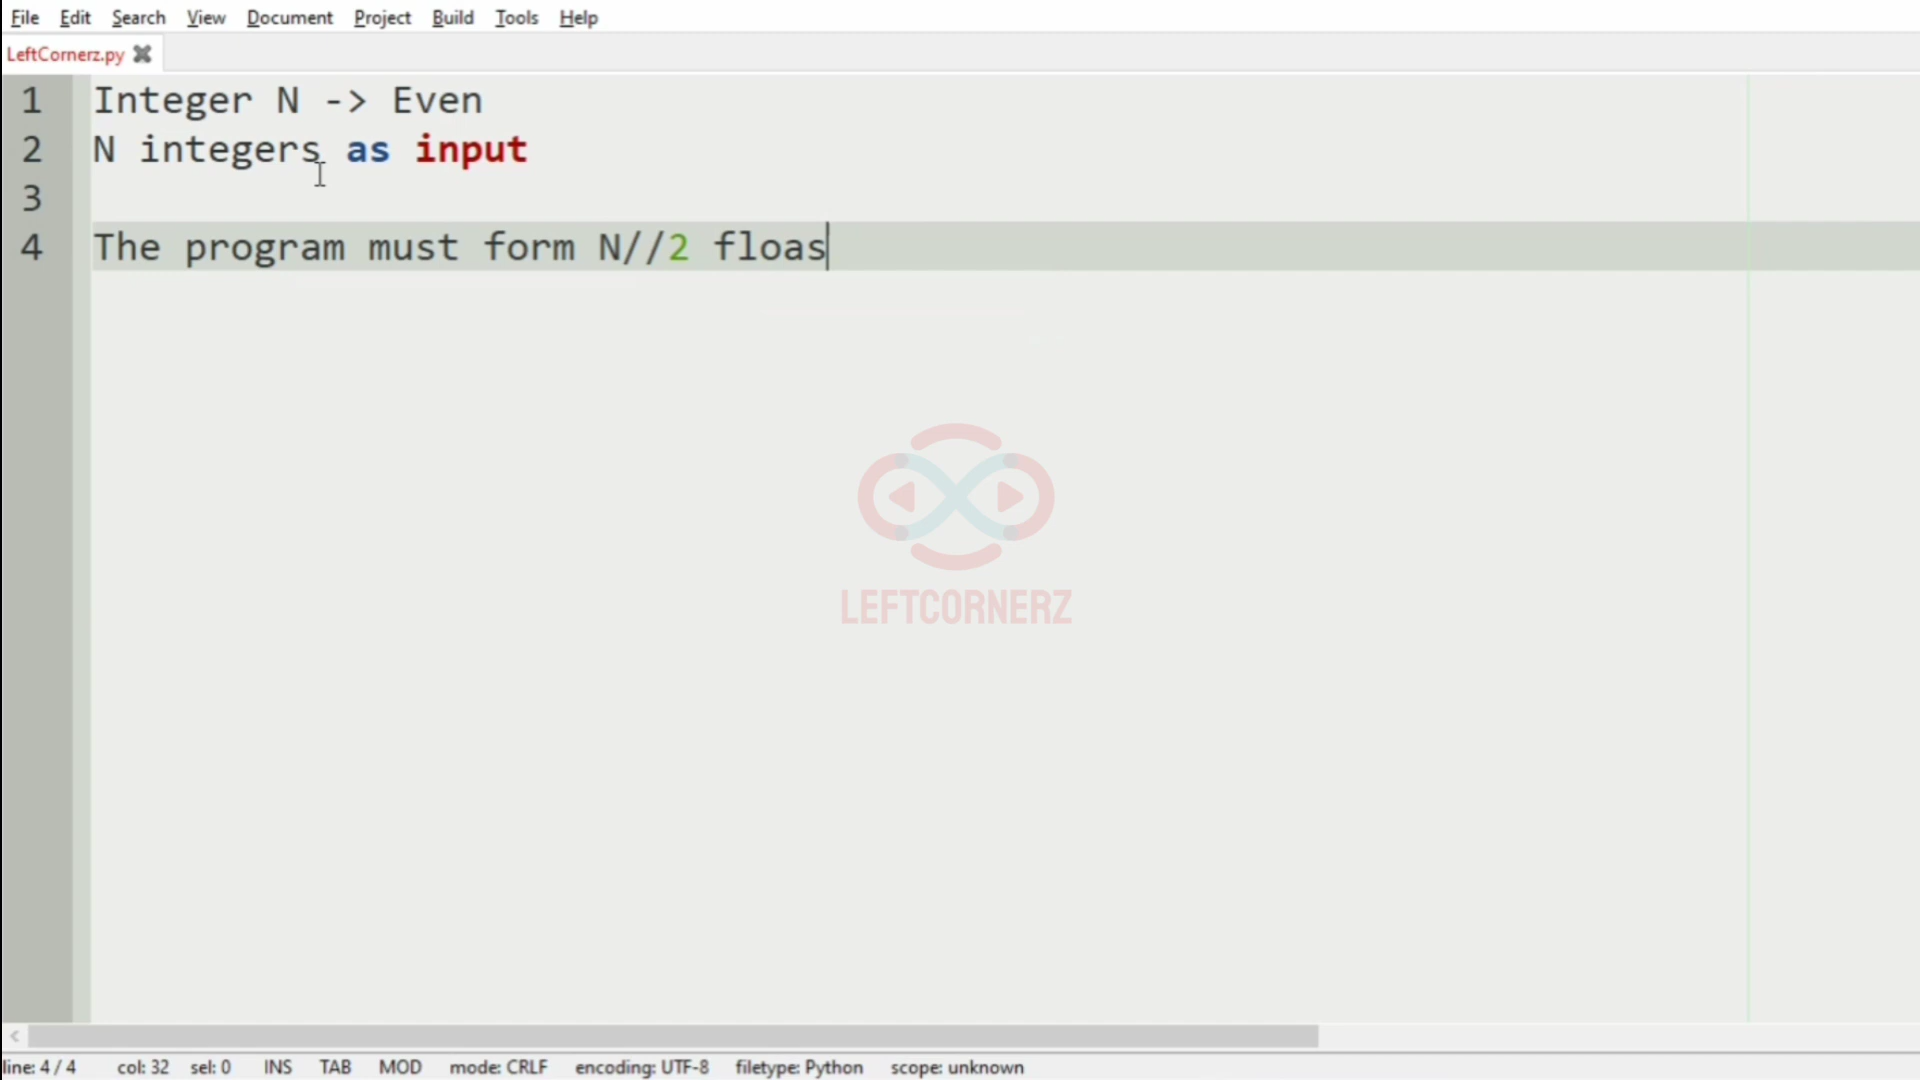 File Edit Search View Document Project Build Tools Help
LeftCornerz.py
1 Integer N -> Even
2 N integers as input
3
4 The program must form N//2 floas
LEFTCORNERZ
line: 4 / 4 col: 32 sel: 0 INS TAB MOD mode: CRLF encoding: UTF-8 filetype: Python scope: unknown